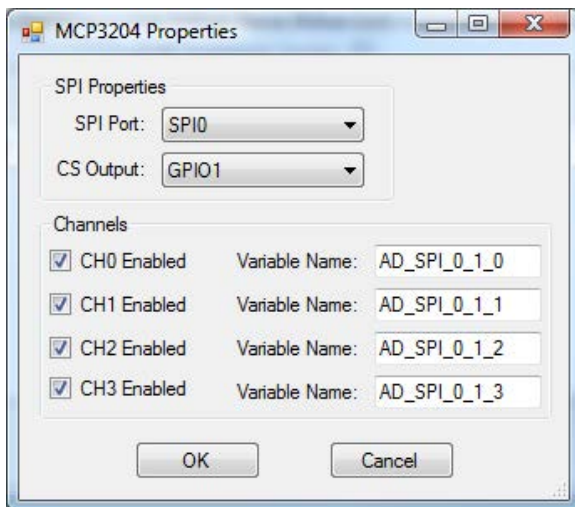 MCP3204 Properties
SPI Properties
SPI Port: SPI0
CS Output: GPIO1
Channels
CH0 Enabled Variable Name: AD_SPI_0_1_0
CH1 Enabled Variable Name: AD_SPI_0_1_1
CH2 Enabled Variable Name: AD_SPI_0_1_2
CH3 Enabled Variable Name: AD_SPI_0_1_3
OK Cancel